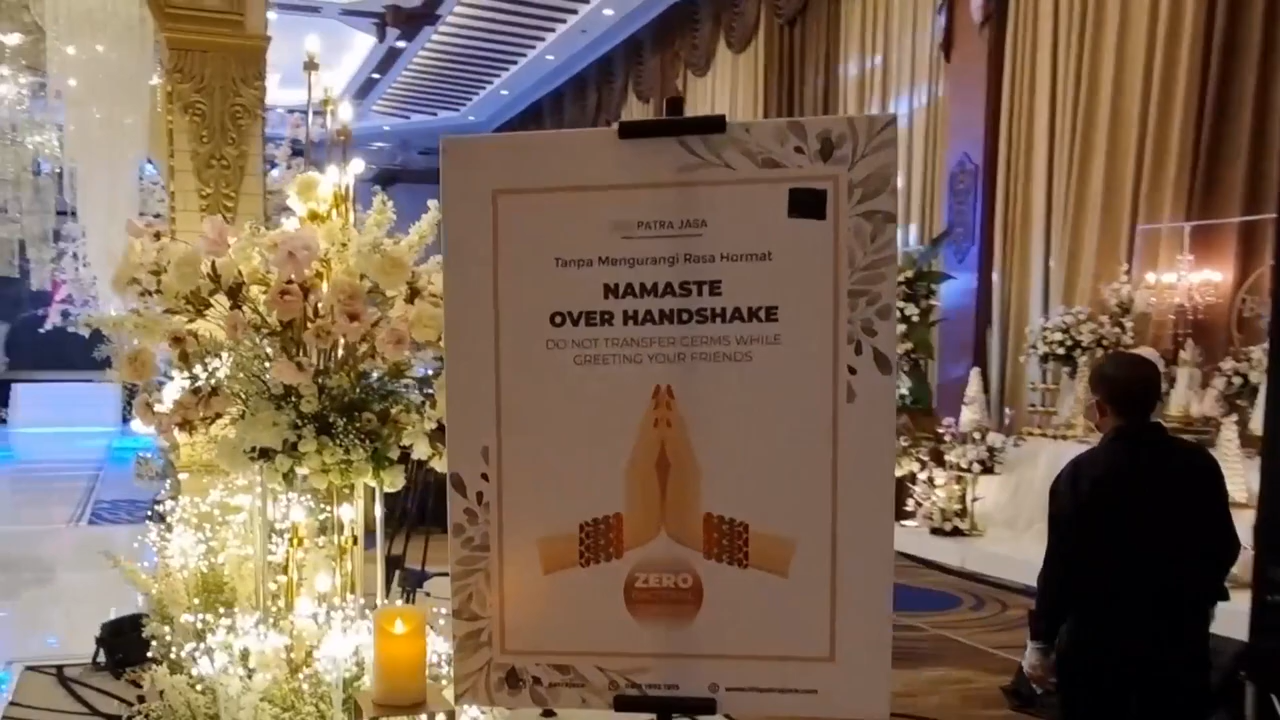 PATRA JASA
Tanpa Mengurangi Rasa Hormat
NAMASTE
OVER HANDSHAKE
DO NOT TRANSFER GERMS WHILE
GREETING YOUR FRIENDS
ZERO